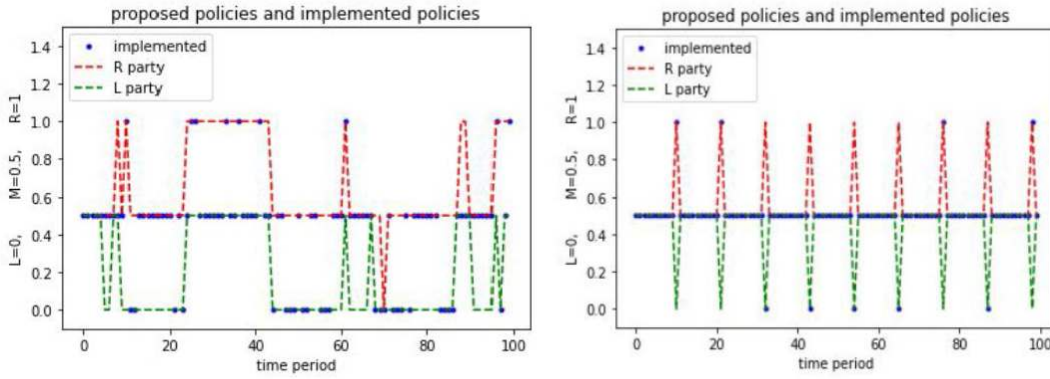 proposed policies and implemented policies
1.4
1.2
1.0
0.8
0.6
0.4
0.2
0.0
L=0, M=0.5, R=1
implemented
R party
L party
0 20 40 60 80 100
time period
proposed policies and implemented policies
1.4
1.2
1.0
0.8
0.6
0.4
0.2
0.0
L=0, M=0.5, R=1
implemented
R party
L party
0 20 40 60 80 100
time period